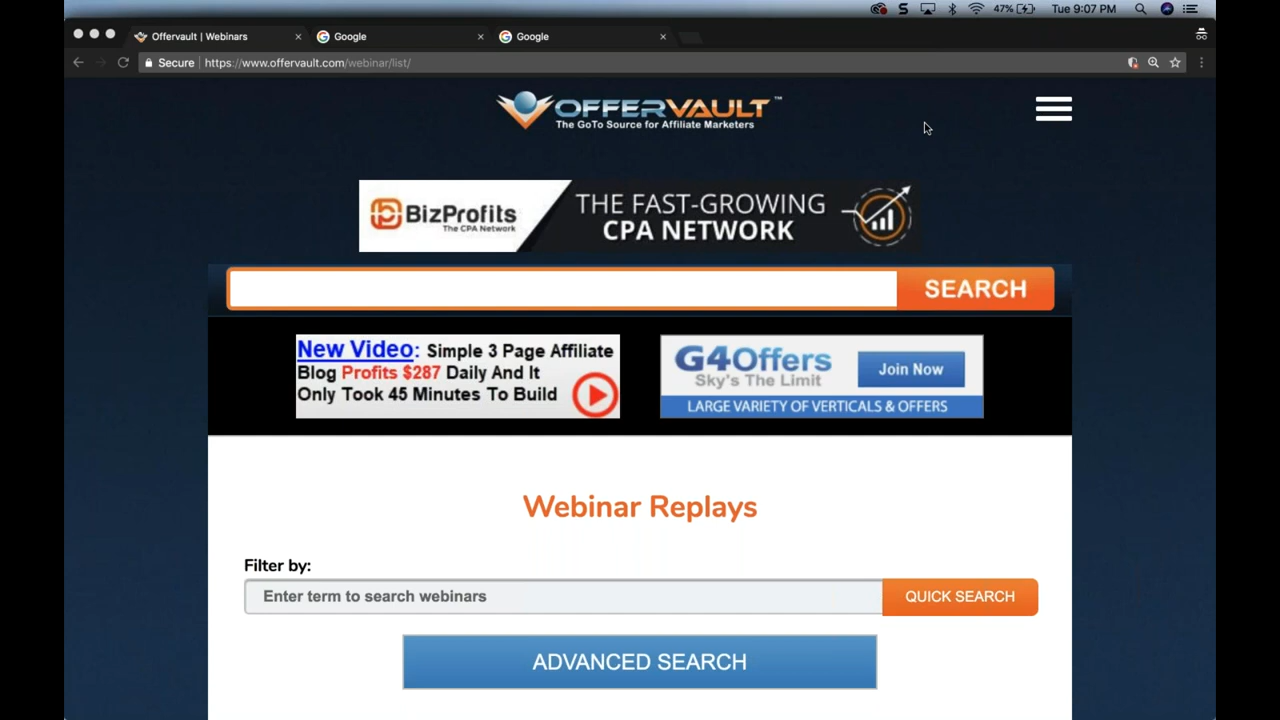 47%
Tue 9:07 PM
Offervault | Webinars
Google
Google
Secure
https://www.offervault.com/webinar/list/
OFFERVAULT™
The GoTo Source for Affiliate Marketers
BizProfits
The CPA Network
THE FAST-GROWING
CPA NETWORK
SEARCH
New Video: Simple 3 Page Affiliate
Blog Profits $287 Daily And It
Only Took 45 Minutes To Build
G4Offers
Sky's The Limit
Join Now
LARGE VARIETY OF VERTICALS & OFFERS
Webinar Replays
Filter by:
Enter term to search webinars
QUICK SEARCH
ADVANCED SEARCH